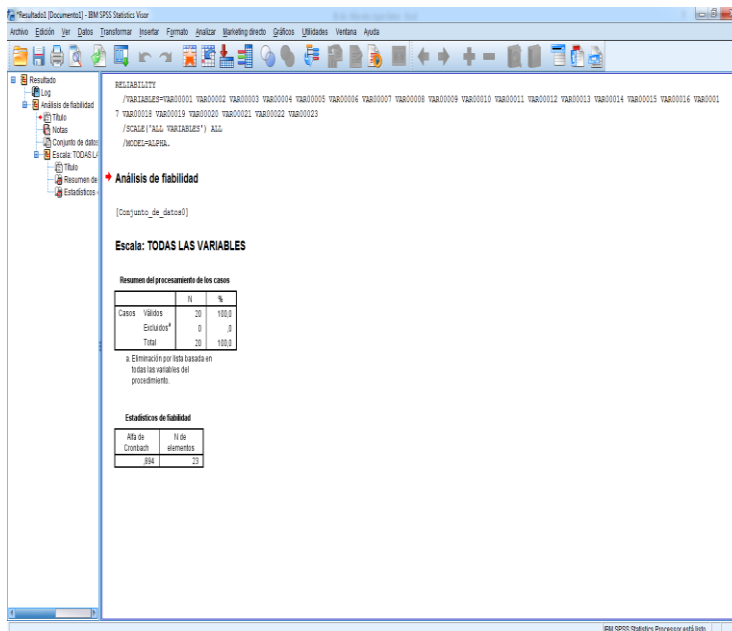 *Resultado1 [Documento1] - IBM SPSS Statistics Visor
Archivo Edición Ver Datos Transformar Insertar Formato Analizar Marketing directo Gráficos Utilidades Ventana Ayuda
Resultado
Log
Análisis de fiabilidad
Título
Notas
Conjunto de datos
Escala: TODAS LA
Título
Resumen de
Estadísticos
RELIABILITY
/VARIABLES=VAR00001 VAR00002 VAR00003 VAR00004 VAR00005 VAR00006 VAR00007 VAR00008 VAR00009 VAR00010 VAR00011 VAR00012 VAR00013 VAR00014 VAR00015 VAR00016 VAR0001
7 VAR00018 VAR00019 VAR00020 VAR00021 VAR00022 VAR00023
/SCALE('ALL VARIABLES') ALL
/MODEL=ALPHA.
Análisis de fiabilidad
[Conjunto_de_datos0]
Escala: TODAS LAS VARIABLES
Resumen del procesamiento de los casos
N %
Casos Válidos 20 100,0
Excluidosª 0 ,0
Total 20 100,0
a. Eliminación por lista basada en
todas las variables del
procedimiento.
Estadísticos de fiabilidad
Alfa de N de
Cronbach elementos
,894 23
IBM SPSS Statistics Processor está listo